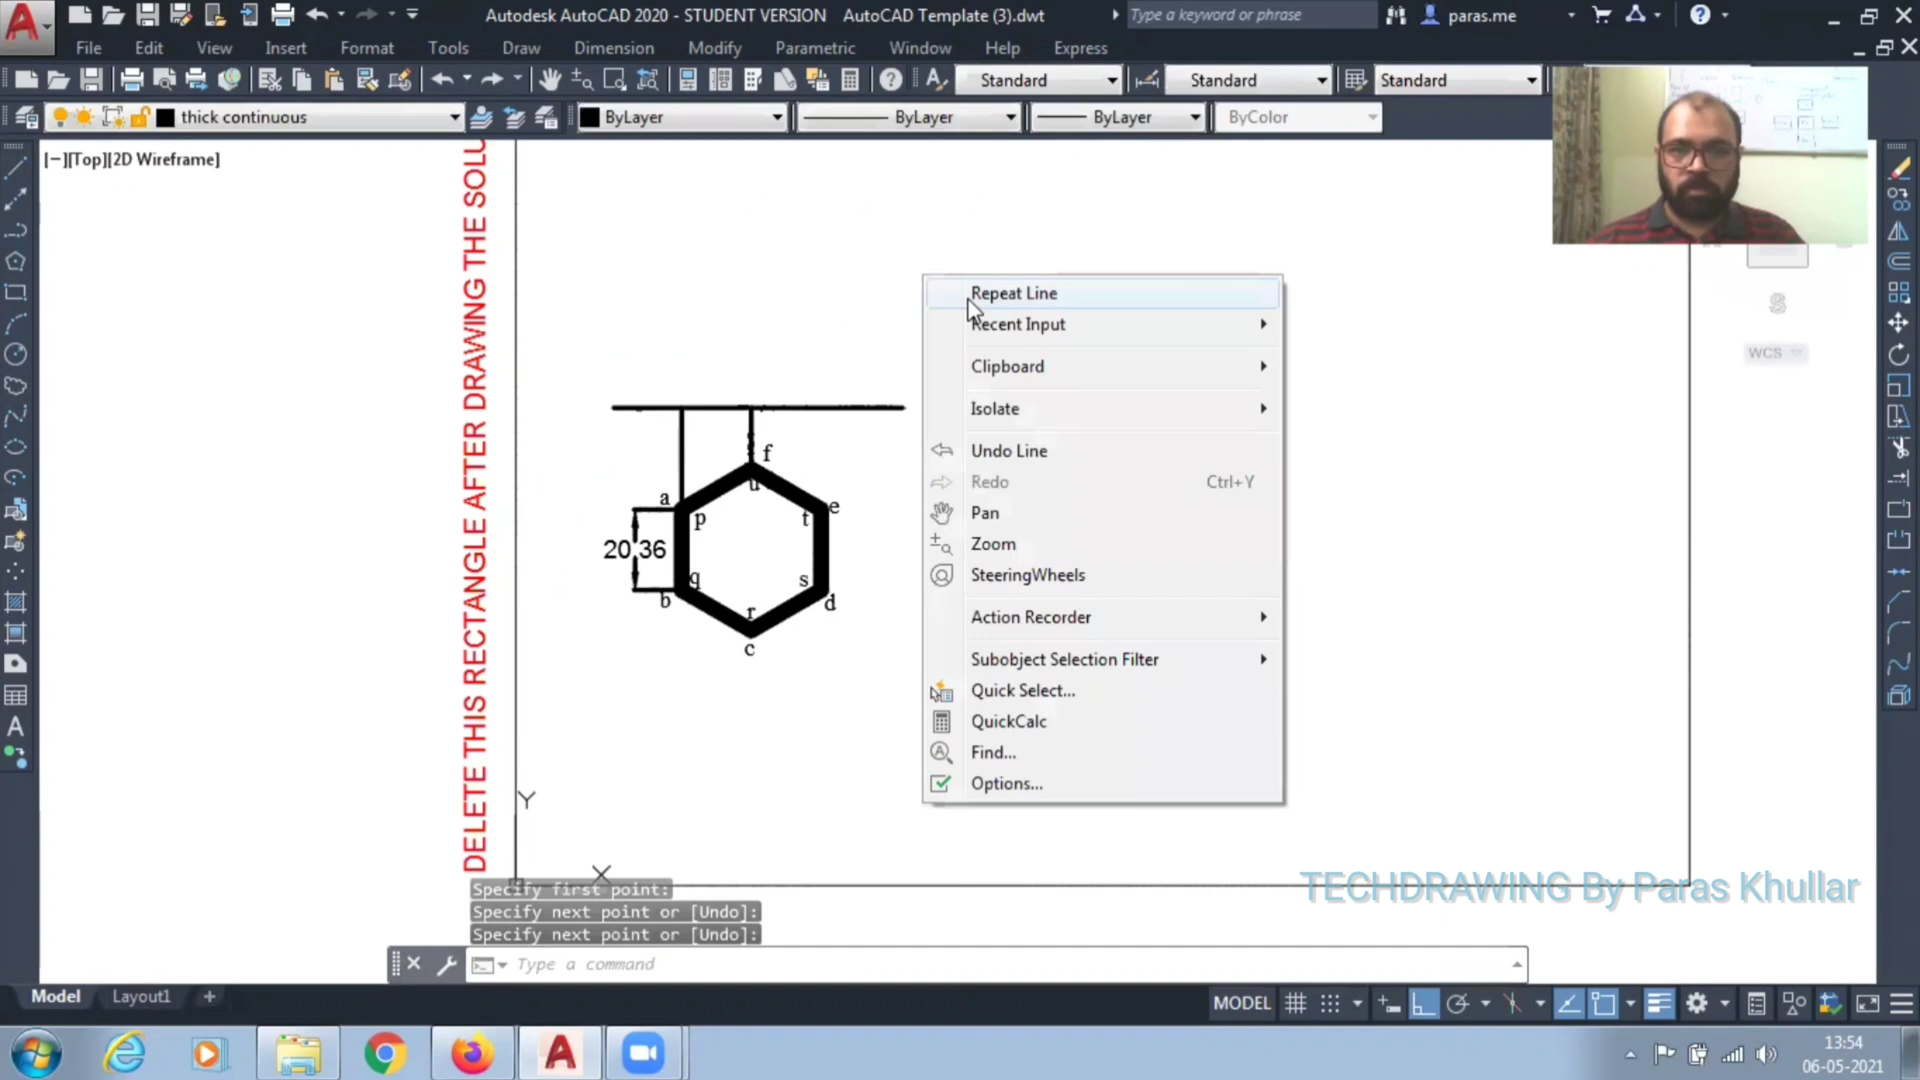 Autodesk AutoCAD 2020 - STUDENT VERSION AutoCAD Template (3).dwt
Type a keyword or phrase
paras.me
File Edit View Insert Format Tools Draw Dimension Modify Parametric Window Help Express
Standard Standard Standard
thick continuous ByLayer ByLayer ByLayer ByColor
[−][Top][2D Wireframe]
DELETE THIS RECTANGLE AFTER DRAWING THE SOLU
Repeat Line
Recent Input
Clipboard
Isolate
Undo Line
Redo Ctrl+Y
Pan
Zoom
SteeringWheels
Action Recorder
Subobject Selection Filter
Quick Select...
QuickCalc
Find...
Options...
S
WCS
f
u
a
e
p
t
20,36
q
s
b
d
r
c
Y
X
TECHDRAWING By Paras Khullar
Specify first point:
Specify next point or [Undo]:
Specify next point or [Undo]:
Type a command
Model Layout1 +
MODEL
13:54
06-05-2021